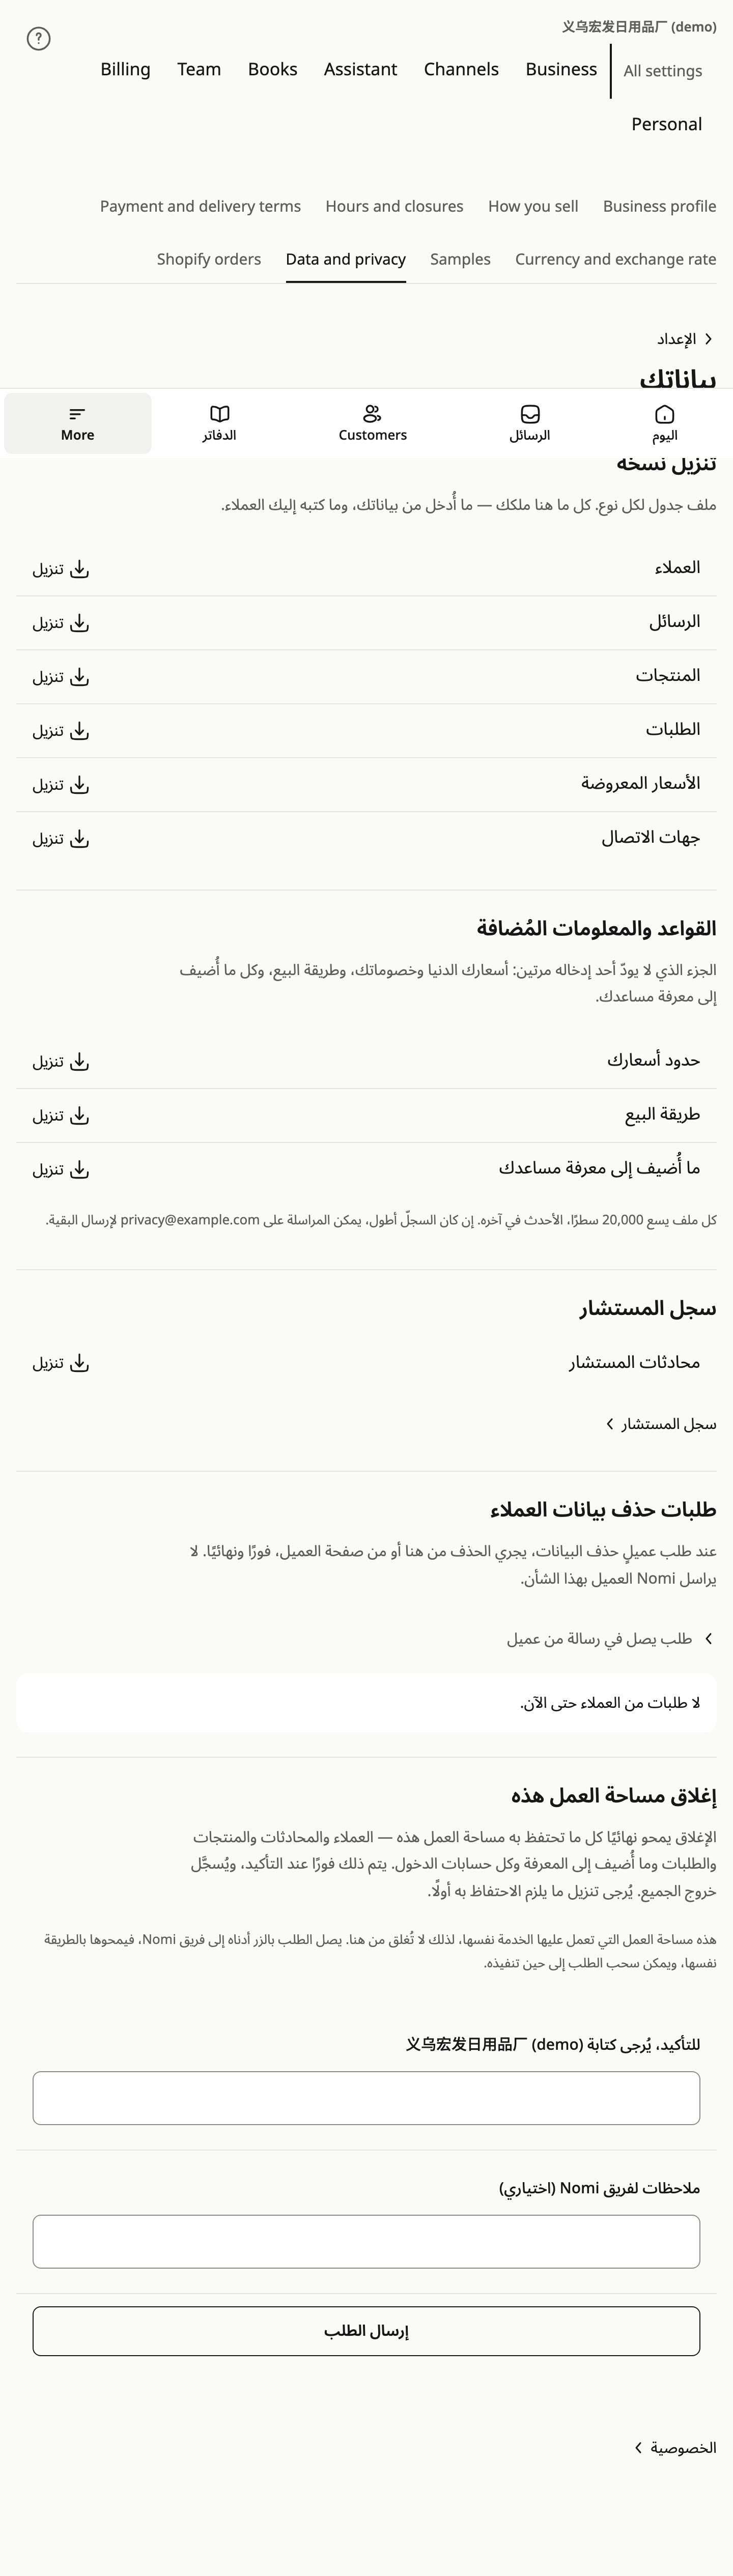 义乌宏发日用品厂 (demo)
All settings
Business
Channels
Assistant
Books
Team
Billing
Personal
Business profile
How you sell
Hours and closures
Payment and delivery terms
Currency and exchange rate
Samples
Data and privacy
Shopify orders
الإعداد
بياناتك
اليوم
الرسائل
Customers
الدفاتر
More
تنزيل نسخة
ملف جدول لكل نوع. كل ما هنا ملكك — ما أُدخل من بياناتك، وما كتبه إليك العملاء.
العملاء
تنزيل
الرسائل
تنزيل
المنتجات
تنزيل
الطلبات
تنزيل
الأسعار المعروضة
تنزيل
جهات الاتصال
تنزيل
القواعد والمعلومات المُضافة
الجزء الذي لا يودّ أحد إدخاله مرتين: أسعارك الدنيا وخصوماتك، وطريقة البيع، وكل ما أُضيف
إلى معرفة مساعدك.
حدود أسعارك
تنزيل
طريقة البيع
تنزيل
ما أُضيف إلى معرفة مساعدك
تنزيل
كل ملف يسع 20,000 سطرًا، الأحدث في آخره. إن كان السجلّ أطول، يمكن المراسلة على privacy@example.com لإرسال البقية.
سجل المستشار
محادثات المستشار
تنزيل
سجل المستشار
طلبات حذف بيانات العملاء
عند طلب عميلٍ حذف البيانات، يجري الحذف من هنا أو من صفحة العميل، فورًا ونهائيًا. لا
يراسل Nomi العميل بهذا الشأن.
طلب يصل في رسالة من عميل
لا طلبات من العملاء حتى الآن.
إغلاق مساحة العمل هذه
الإغلاق يمحو نهائيًا كل ما تحتفظ به مساحة العمل هذه — العملاء والمحادثات والمنتجات
والطلبات وما أُضيف إلى المعرفة وكل حسابات الدخول. يتم ذلك فورًا عند التأكيد، ويُسجَّل
خروج الجميع. يُرجى تنزيل ما يلزم الاحتفاظ به أولًا.
هذه مساحة العمل التي تعمل عليها الخدمة نفسها، لذلك لا تُغلق من هنا. يصل الطلب بالزر أدناه إلى فريق Nomi، فيمحوها بالطريقة
نفسها، ويمكن سحب الطلب إلى حين تنفيذه.
للتأكيد، يُرجى كتابة 义乌宏发日用品厂 (demo)
ملاحظات لفريق Nomi (اختياري)
إرسال الطلب
الخصوصية